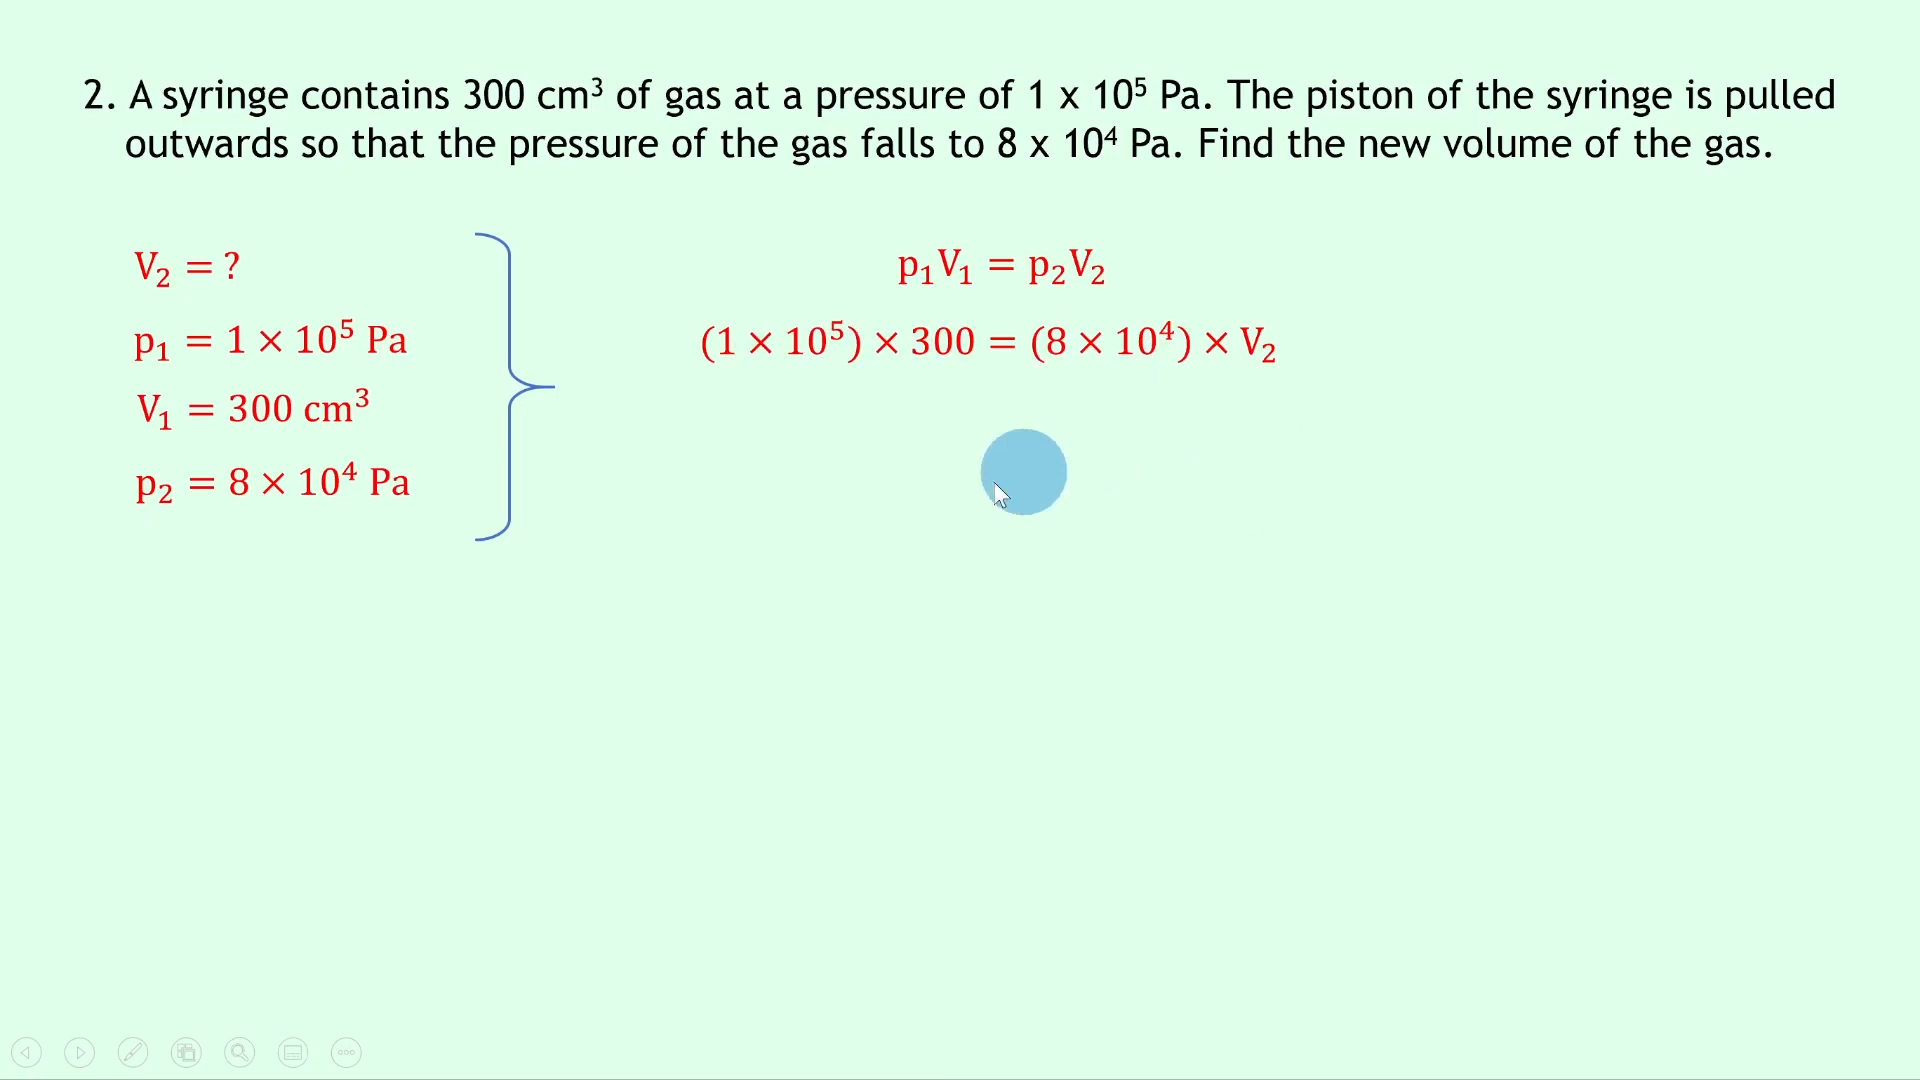 2. A syringe contains 300 cm³ of gas at a pressure of 1 x 10⁵ Pa. The piston of the syringe is pulled
outwards so that the pressure of the gas falls to 8 x 10⁴ Pa. Find the new volume of the gas.
V₂ = ?
p₁ = 1 × 10⁵ Pa
V₁ = 300 cm³
p₂ = 8 × 10⁴ Pa
p₁V₁ = p₂V₂
(1 × 10⁵) × 300 = (8 × 10⁴) × V₂